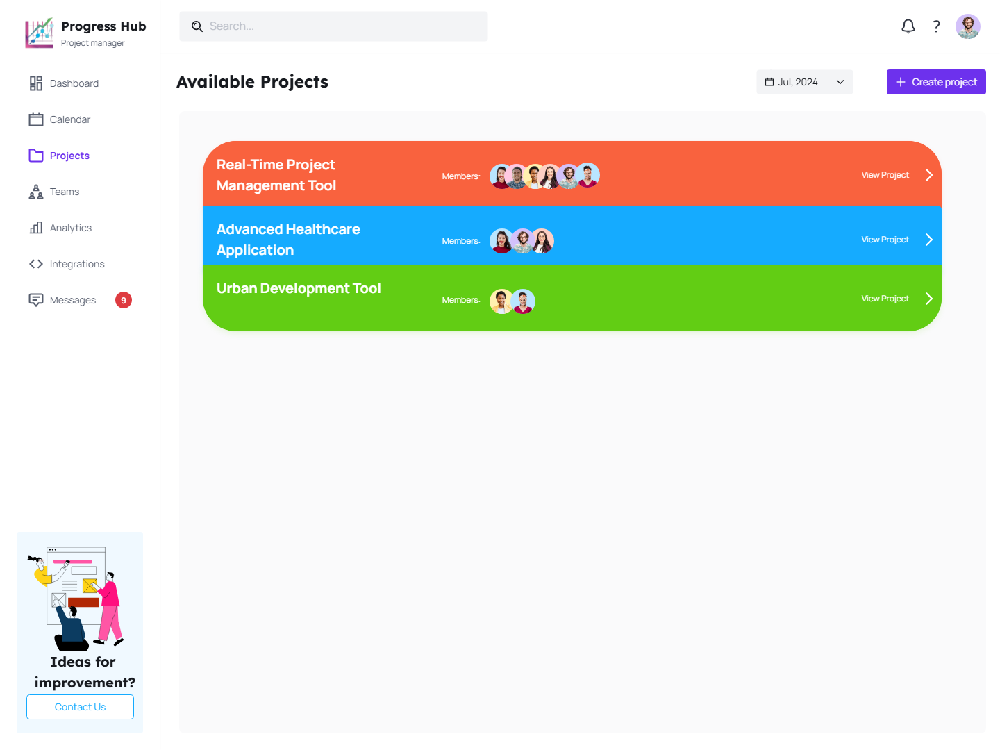 Progress Hub
Project manager
Search...
?
Dashboard
Calendar
Projects
Teams
Analytics
Integrations
Messages
9
Available Projects
Jul, 2024
Create project
Real-Time Project
Management Tool
Members:
View Project
Advanced Healthcare
Application
Members:
View Project
Urban Development Tool
Members:
View Project
Ideas for
improvement?
Contact Us